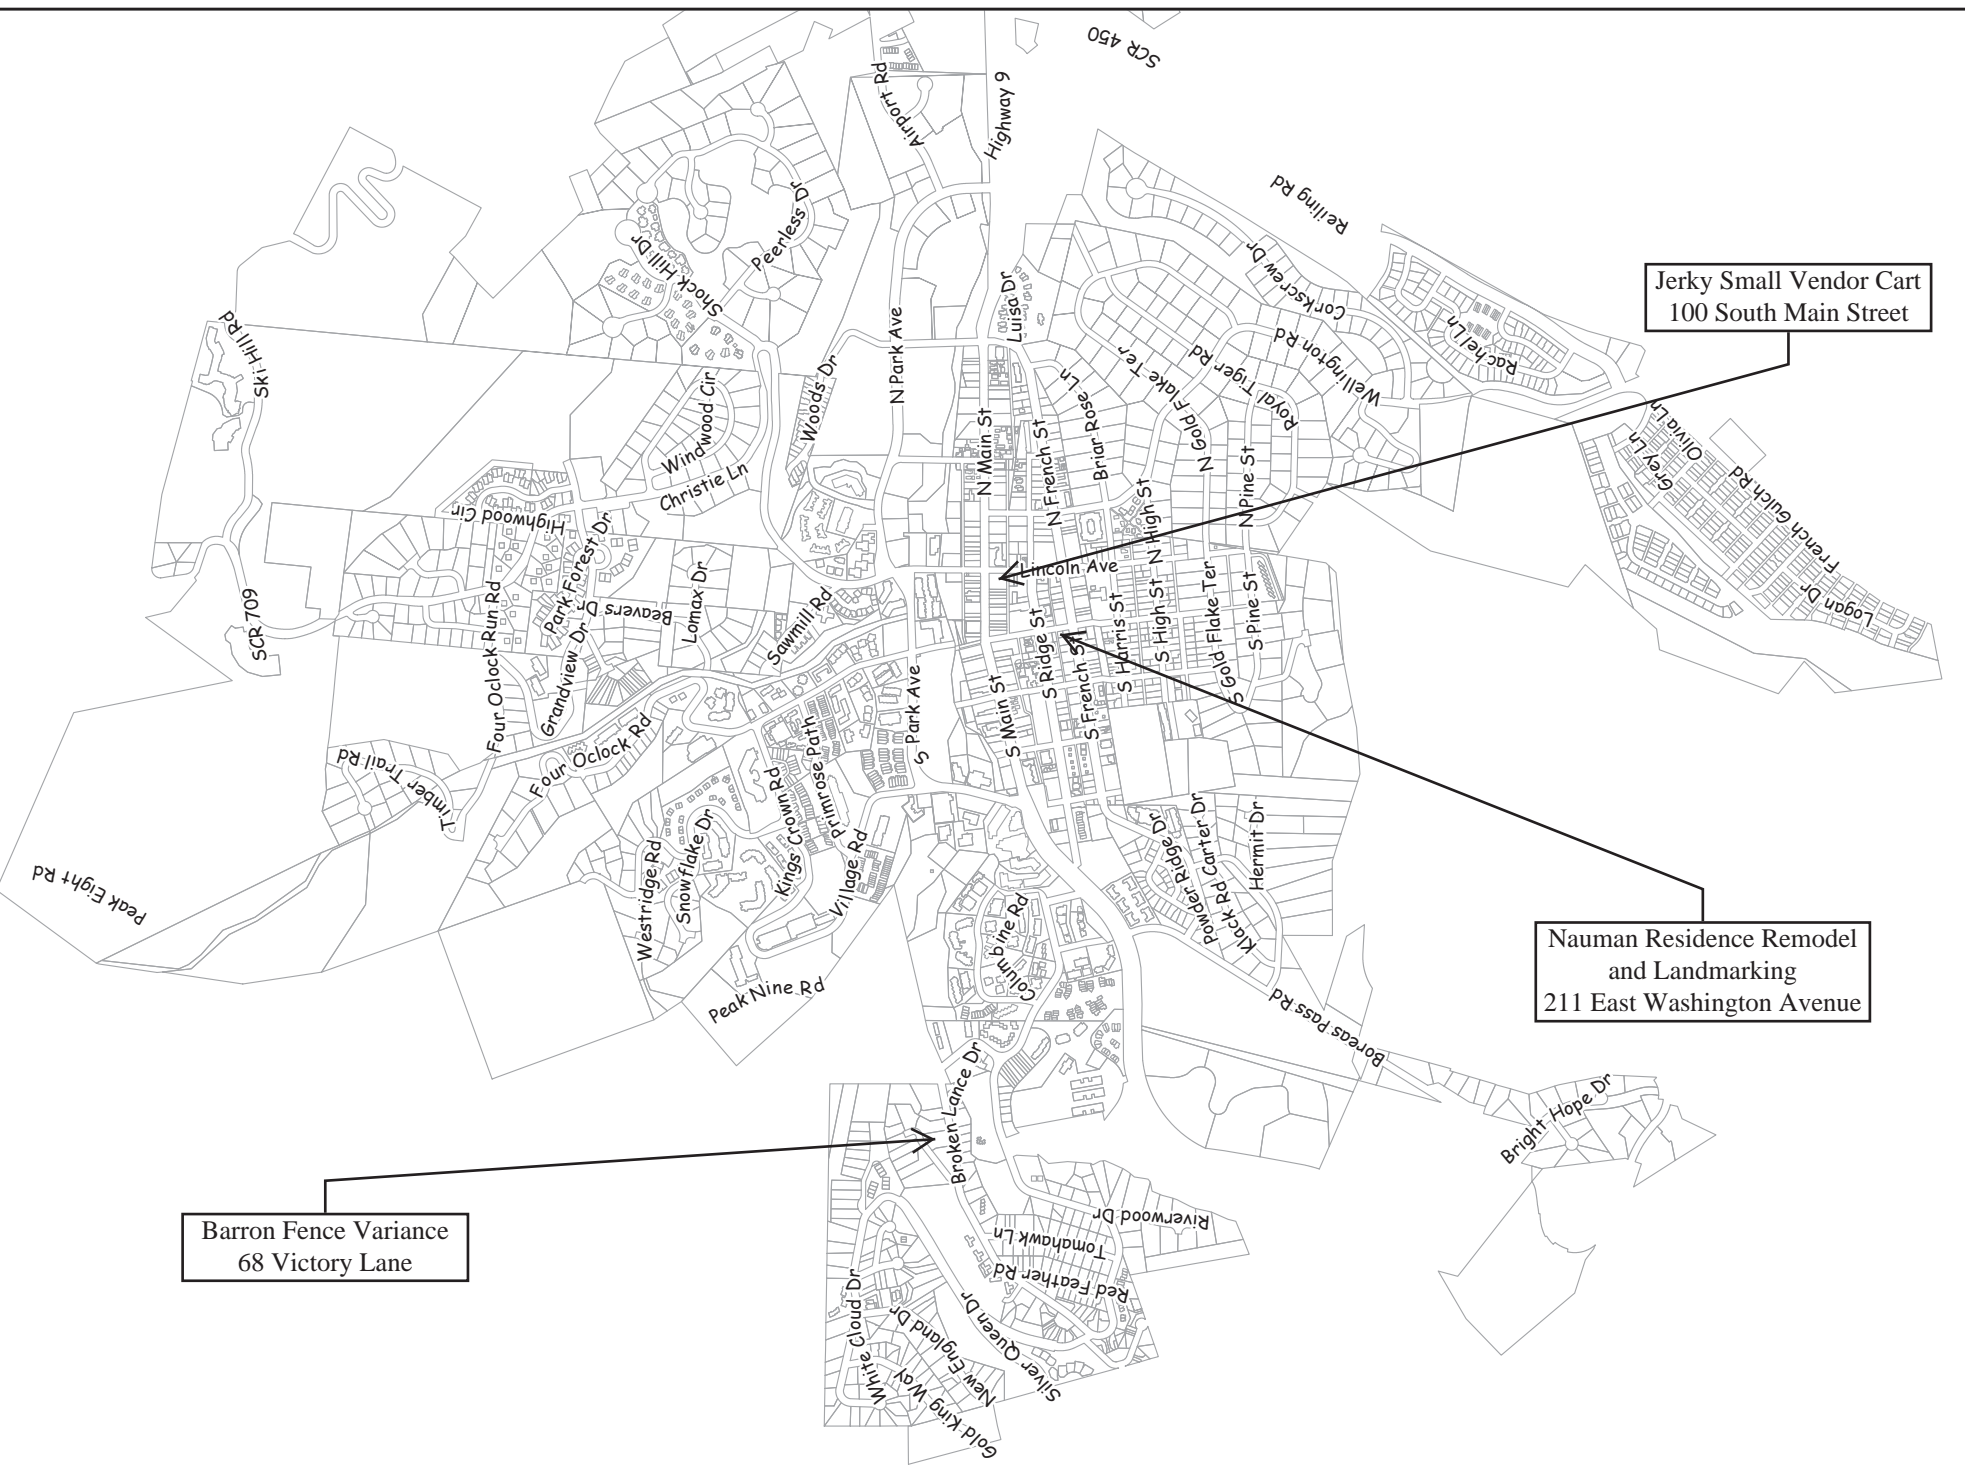 SCR 450
Airport Rd
Highway 9
Reiling Rd
Peerless Dr
Shock Hill Dr
Corkscrew Dr
Jerky Small Vendor Cart
100 South Main Street
Luisa Dr
Ski Hill Rd
N Park Ave
Woods Dr
Windwood Cir
Christie Ln
N Main St
N French St
Briar Rose Ln
N Gold Flake Ter
Royal Tiger Rd
Wellington Rd
Rachel Ln
Grey Ln
Olivia Ln
French Gulch Rd
Logan Dr
N Pine St
N High St
Highwood Cir
Park Forest Dr
Lincoln Ave
SCR 709
Four Oclock Run Rd
Grandview Dr
Beavers Dr
Lomax Dr
Sawmill Rd
S Ridge St
S French St
S Harris St
S High St
S Gold Flake Ter
S Pine St
S Main St
S French St
S Park Ave
Four Oclock Rd
Timber Trail Rd
Primrose Path
Kings Crown Rd
Village Rd
Snowflake Dr
Westridge Rd
Peak Eight Rd
Peak Nine Rd
Columbine Rd
Powder Ridge Dr
Carter Dr
Klack Rd
Hermit Dr
Nauman Residence Remodel
and Landmarking
211 East Washington Avenue
Boreas Pass Rd
Bright Hope Dr
Broken Lance Dr
Barron Fence Variance
68 Victory Lane
Riverwood Dr
Tomahawk Ln
Red Feather Rd
White Cloud Dr
New England Dr
Silver Queen Dr
Gold King Way